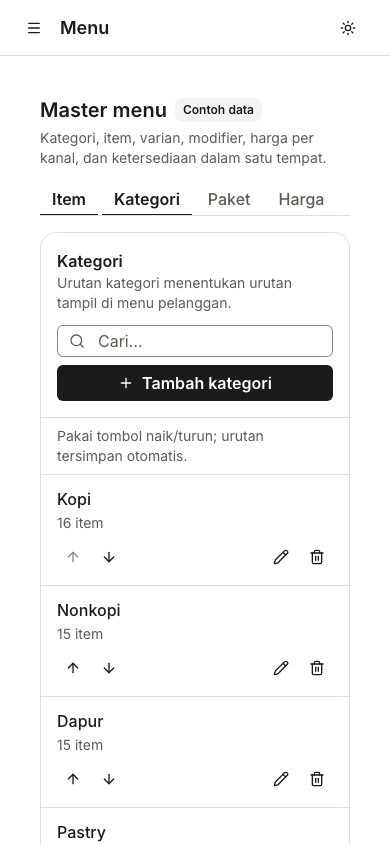 Menu
Master menu Contoh data
Kategori, item, varian, modifier, harga per
kanal, dan ketersediaan dalam satu tempat.
Item Kategori Paket Harga
Kategori
Urutan kategori menentukan urutan
tampil di menu pelanggan.
Cari...
Tambah kategori
Pakai tombol naik/turun; urutan
tersimpan otomatis.
Kopi
16 item
Nonkopi
15 item
Dapur
15 item
Pastry